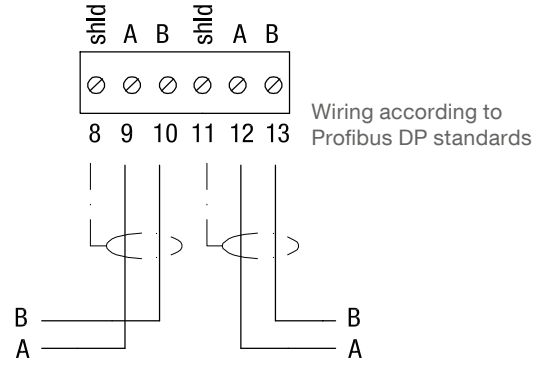 shld A B shld A B
8 9 10 11 12 13
Wiring according to
Profibus DP standards
B B
A A